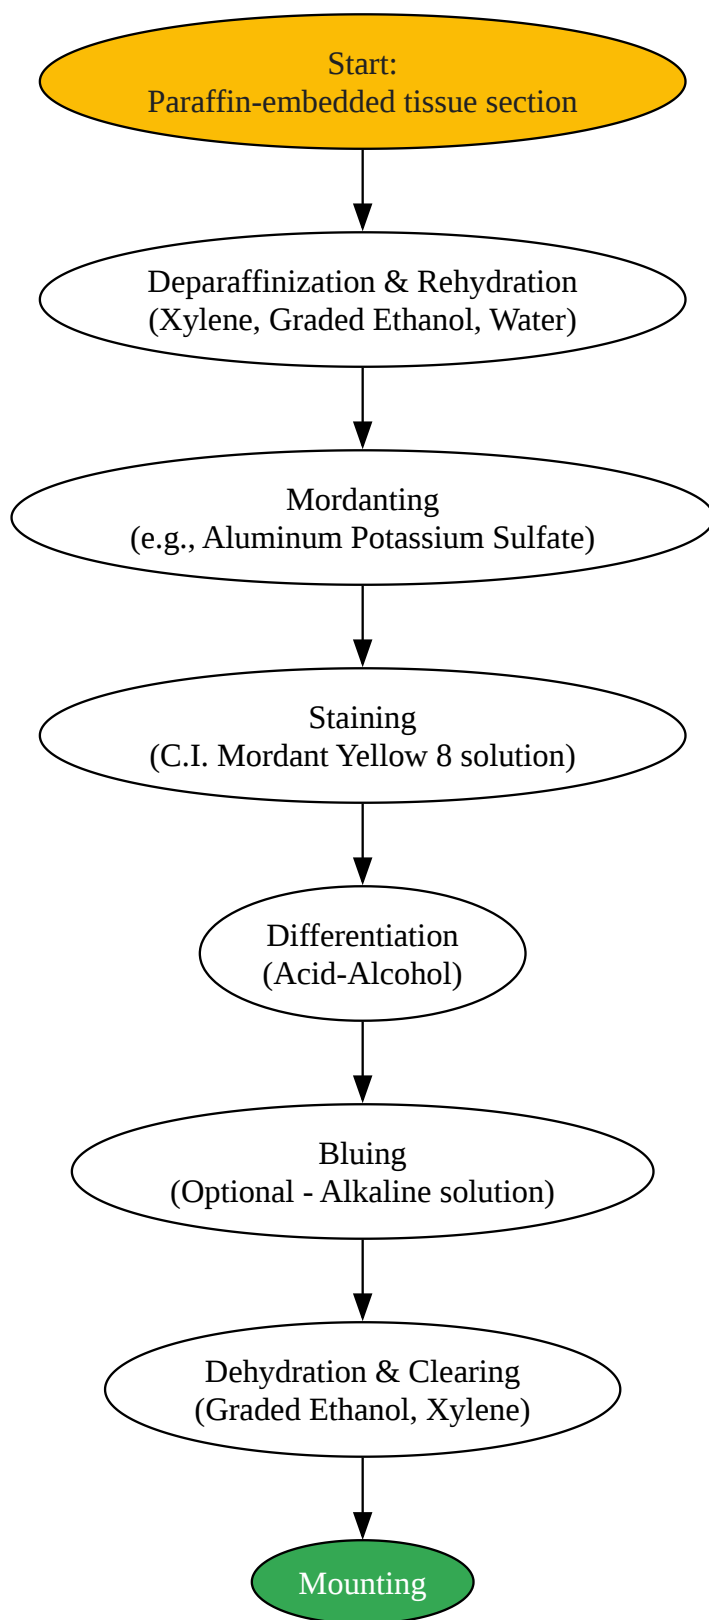 Start:
Paraffin-embedded tissue section
Deparaffinization & Rehydration
(Xylene, Graded Ethanol, Water)
Mordanting
(e.g., Aluminum Potassium Sulfate)
Staining
(C.I. Mordant Yellow 8 solution)
Differentiation
(Acid-Alcohol)
Bluing
(Optional - Alkaline solution)
Dehydration & Clearing
(Graded Ethanol, Xylene)
Mounting